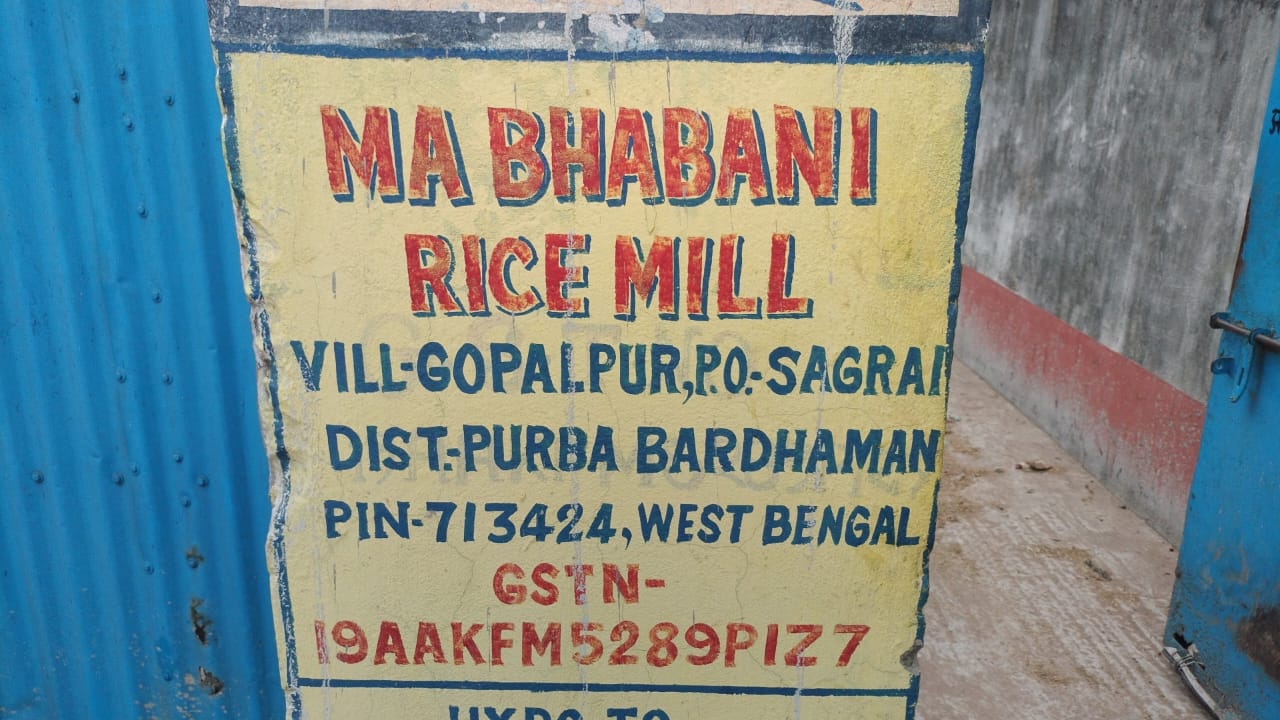 MA BHABANI
RICE MILL
VILL-GOPALPUR,P.O.-SAGRAI
DIST.-PURBA BARDHAMAN
PIN-713424,WEST BENGAL
GSTN-
19AAKFM5289P1Z7